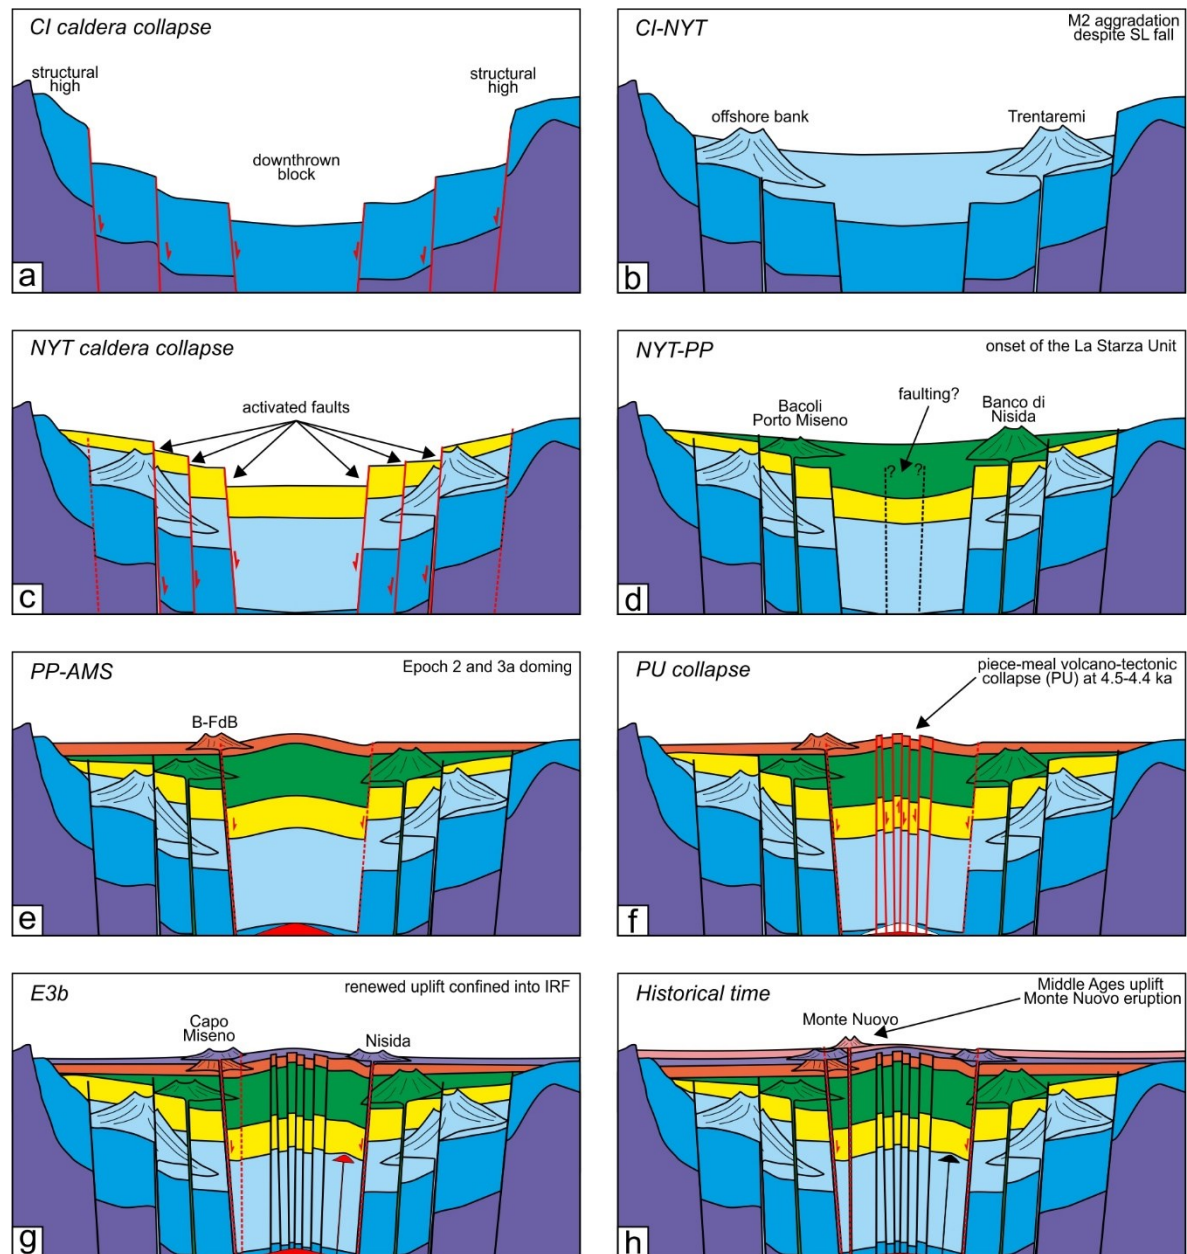 CI caldera collapse
structural
high
structural
high
downthrown
block
a
CI-NYT
M2 aggradation
despite SL fall
offshore bank
Trentaremi
b
NYT caldera collapse
activated faults
c
NYT-PP
onset of the La Starza Unit
faulting?
Bacoli
Porto Miseno
Banco di
Nisida
? ?
d
PP-AMS
Epoch 2 and 3a doming
B-FdB
e
PU collapse
piece-meal volcano-tectonic
collapse (PU) at 4.5-4.4 ka
f
E3b
renewed uplift confined into IRF
Capo
Miseno
Nisida
g
Historical time
Middle Ages uplift
Monte Nuovo eruption
Monte Nuovo
h